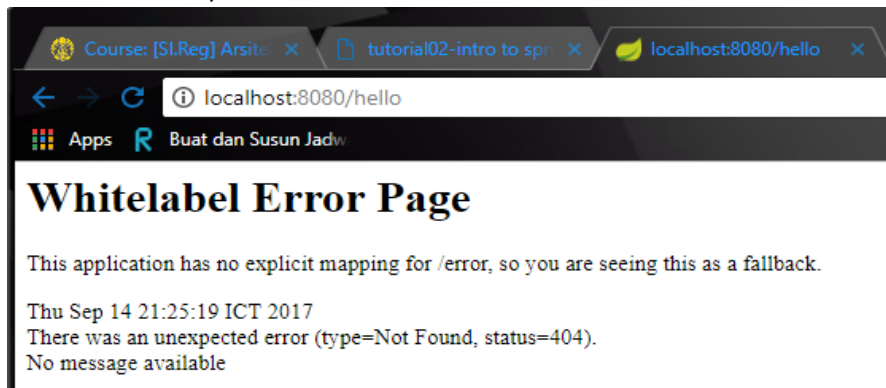 Course: [SI.Reg] Arsite
tutorial02-intro to spr
localhost:8080/hello
localhost:8080/hello
Apps
Buat dan Susun Jadw
Whitelabel Error Page
This application has no explicit mapping for /error, so you are seeing this as a fallback.
Thu Sep 14 21:25:19 ICT 2017
There was an unexpected error (type=Not Found, status=404).
No message available